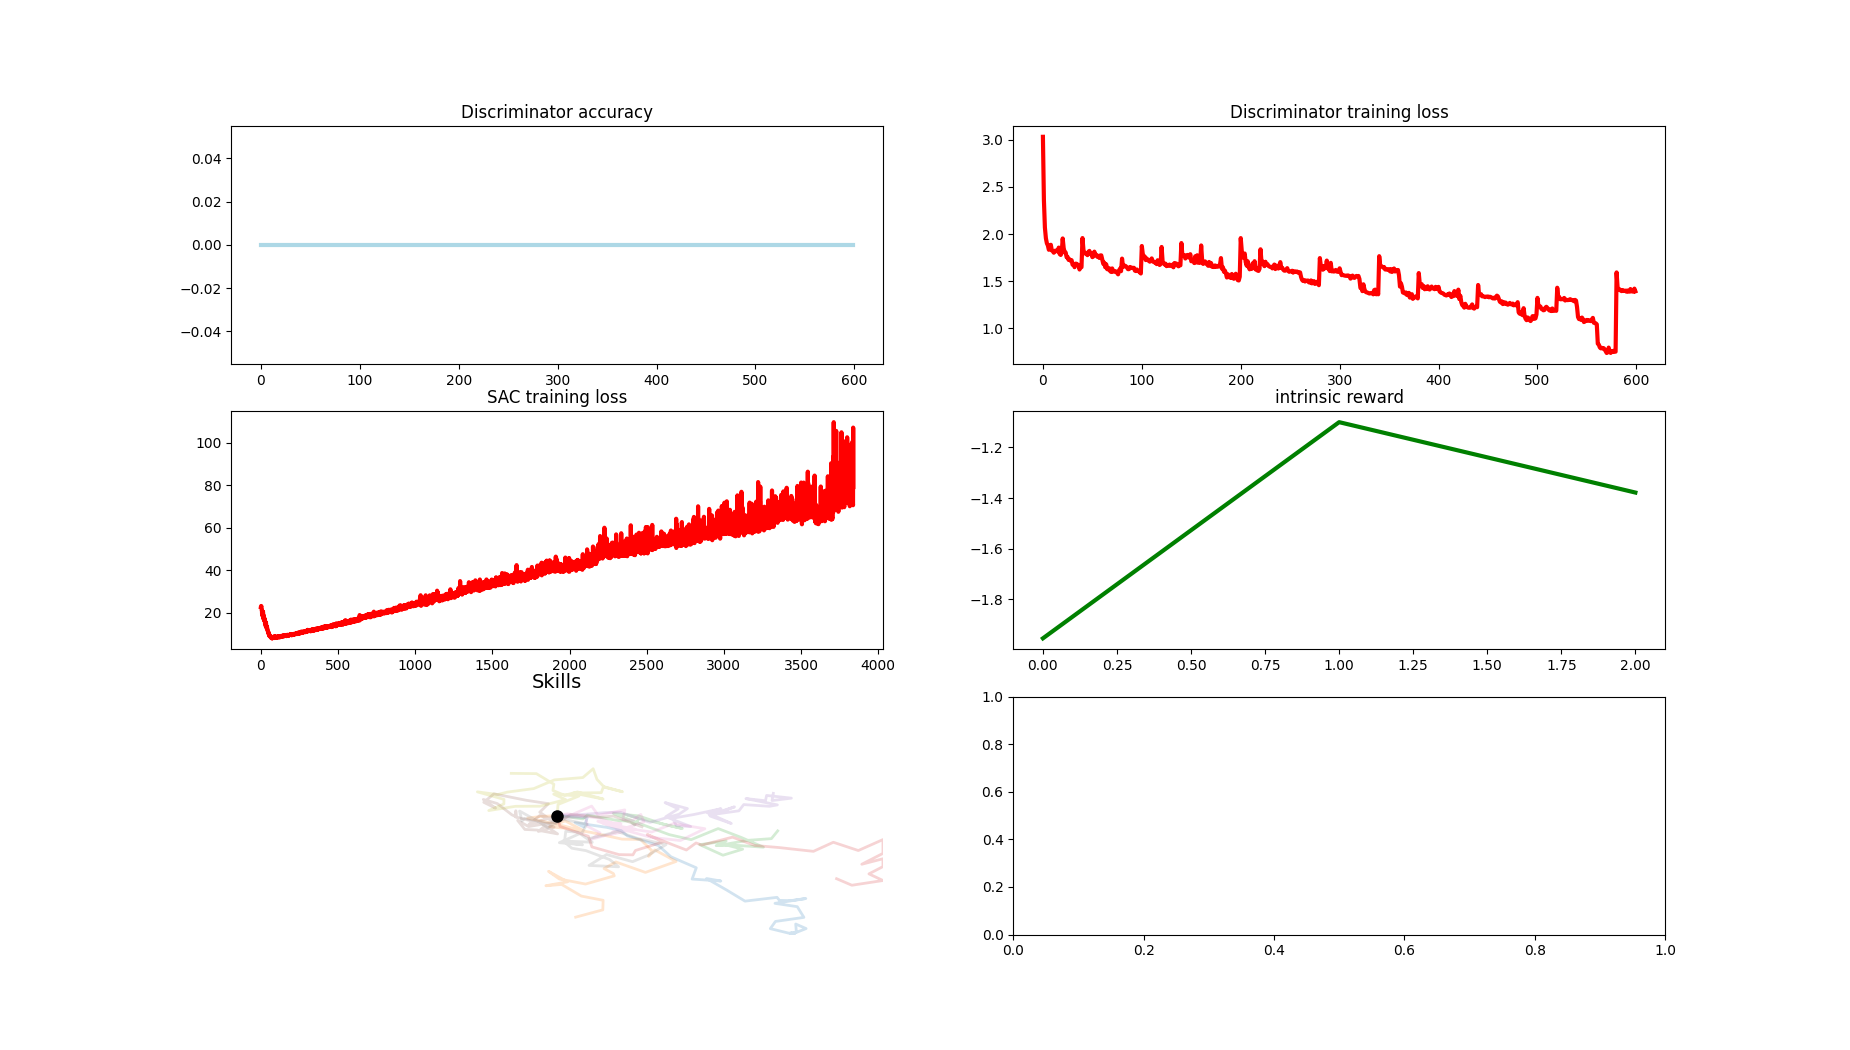 Discriminator accuracy
0.04
0.02
0.00
−0.02
−0.04
0 100 200 300 400 500 600
Discriminator training loss
3.0
2.5
2.0
1.5
1.0
0 100 200 300 400 500 600
SAC training loss
100
80
60
40
20
0 500 1000 1500 2000 2500 3000 3500 4000
intrinsic reward
−1.2
−1.4
−1.6
−1.8
0.00 0.25 0.50 0.75 1.00 1.25 1.50 1.75 2.00
Skills
1.0
0.8
0.6
0.4
0.2
0.0
0.0 0.2 0.4 0.6 0.8 1.0